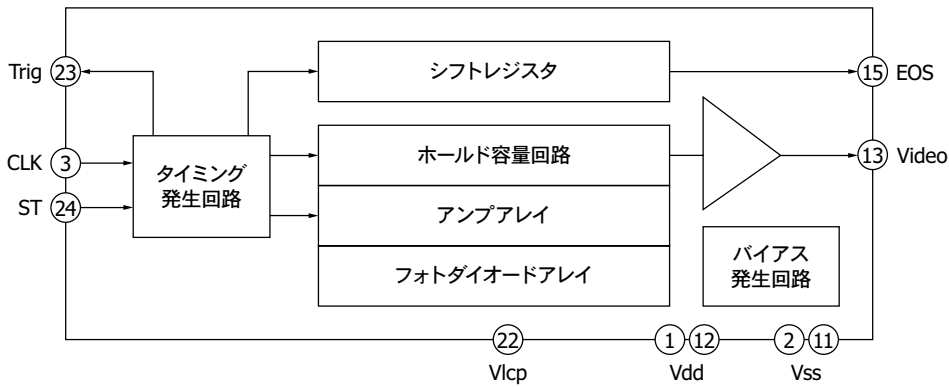 シフトレジスタ
Trig 23
15 EOS
CLK 3
ホールド容量回路
タイミング
発生回路
13 Video
ST 24
アンプアレイ
フォトダイオードアレイ
バイアス
発生回路
22
1
12
2
11
Vlcp
Vdd
Vss